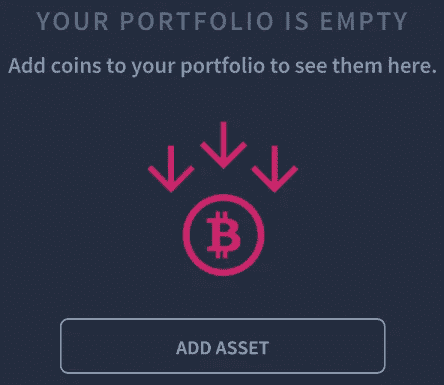 YOUR PORTFOLIO IS EMPTY
Add coins to your portfolio to see them here.
ADD ASSET